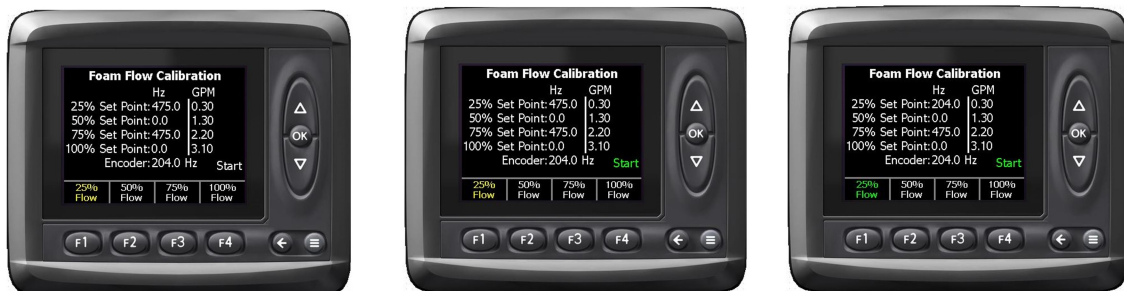 Foam Flow Calibration
Hz GPM
25% Set Point: 475.0 0.30
50% Set Point: 0.0 1.30
75% Set Point: 475.0 2.20
100% Set Point: 0.0 3.10
Encoder: 204.0 Hz Start
25% Flow 50% Flow 75% Flow 100% Flow
OK
F1 F2 F3 F4
Foam Flow Calibration
Hz GPM
25% Set Point: 475.0 0.30
50% Set Point: 0.0 1.30
75% Set Point: 475.0 2.20
100% Set Point: 0.0 3.10
Encoder: 204.0 Hz Start
25% Flow 50% Flow 75% Flow 100% Flow
OK
F1 F2 F3 F4
Foam Flow Calibration
Hz GPM
25% Set Point: 204.0 0.30
50% Set Point: 0.0 1.30
75% Set Point: 475.0 2.20
100% Set Point: 0.0 3.10
Encoder: 204.0 Hz Start
25% Flow 50% Flow 75% Flow 100% Flow
OK
F1 F2 F3 F4